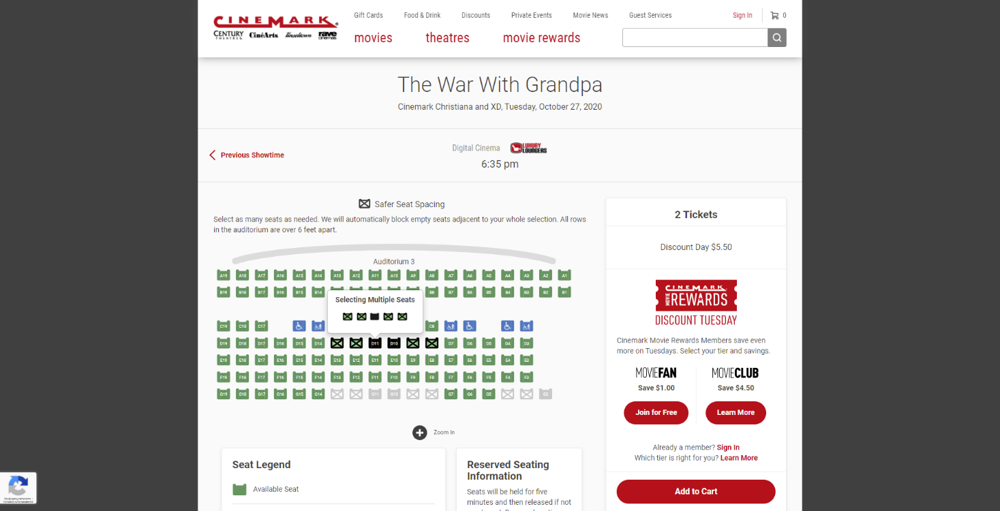 CINEMARK
CENTURY THEATRES CinéArts Tinseltown rave cinemas
Gift Cards Food & Drink Discounts Private Events Movie News Guest Services Sign In 0
movies theatres movie rewards
The War With Grandpa
Cinemark Christiana and XD, Tuesday, October 27, 2020
Previous Showtime
Digital Cinema LUXURY LOUNGERS
6:35 pm
Safer Seat Spacing
Select as many seats as needed. We will automatically block empty seats adjacent to your whole selection. All rows
in the auditorium are over 6 feet apart.
Auditorium 3
A19 A18 A17 A16 A15 A14 A13 A12 A11 A10 A9 A8 A7 A6 A5 A4 A3 A2 A1
B19 B18 B17 B16 B15 B14 B7 B6 B5 B4 B3 B2 B1
Selecting Multiple Seats
C19 C18 C17 C8
D19 D18 D17 D16 D15 D14 D11 D10 D7 D6 D5 D4 D3
E19 E18 E17 E16 E15 E14 E13 E12 E11 E10 E9 E8 E7 E6 E5 E4 E3
F19 F18 F17 F16 F15 F14 F13 F12 F11 F10 F9 F8 F7 F6 F5 F4 F3
G19 G18 G17 G16 G15 G14 G11 G10 G7 G6 G5 G2
Zoom In
Seat Legend
Available Seat
Reserved Seating
Information
Seats will be held for five
minutes and then released if not
2 Tickets
Discount Day $5.50
CINEMARK
MOVIE REWARDS
DISCOUNT TUESDAY
Cinemark Movie Rewards Members save even
more on Tuesdays. Select your tier and savings.
MOVIEFAN MOVIECLUB
Save $1.00 Save $4.50
Join for Free Learn More
Already a member? Sign In
Which tier is right for you? Learn More
Add to Cart